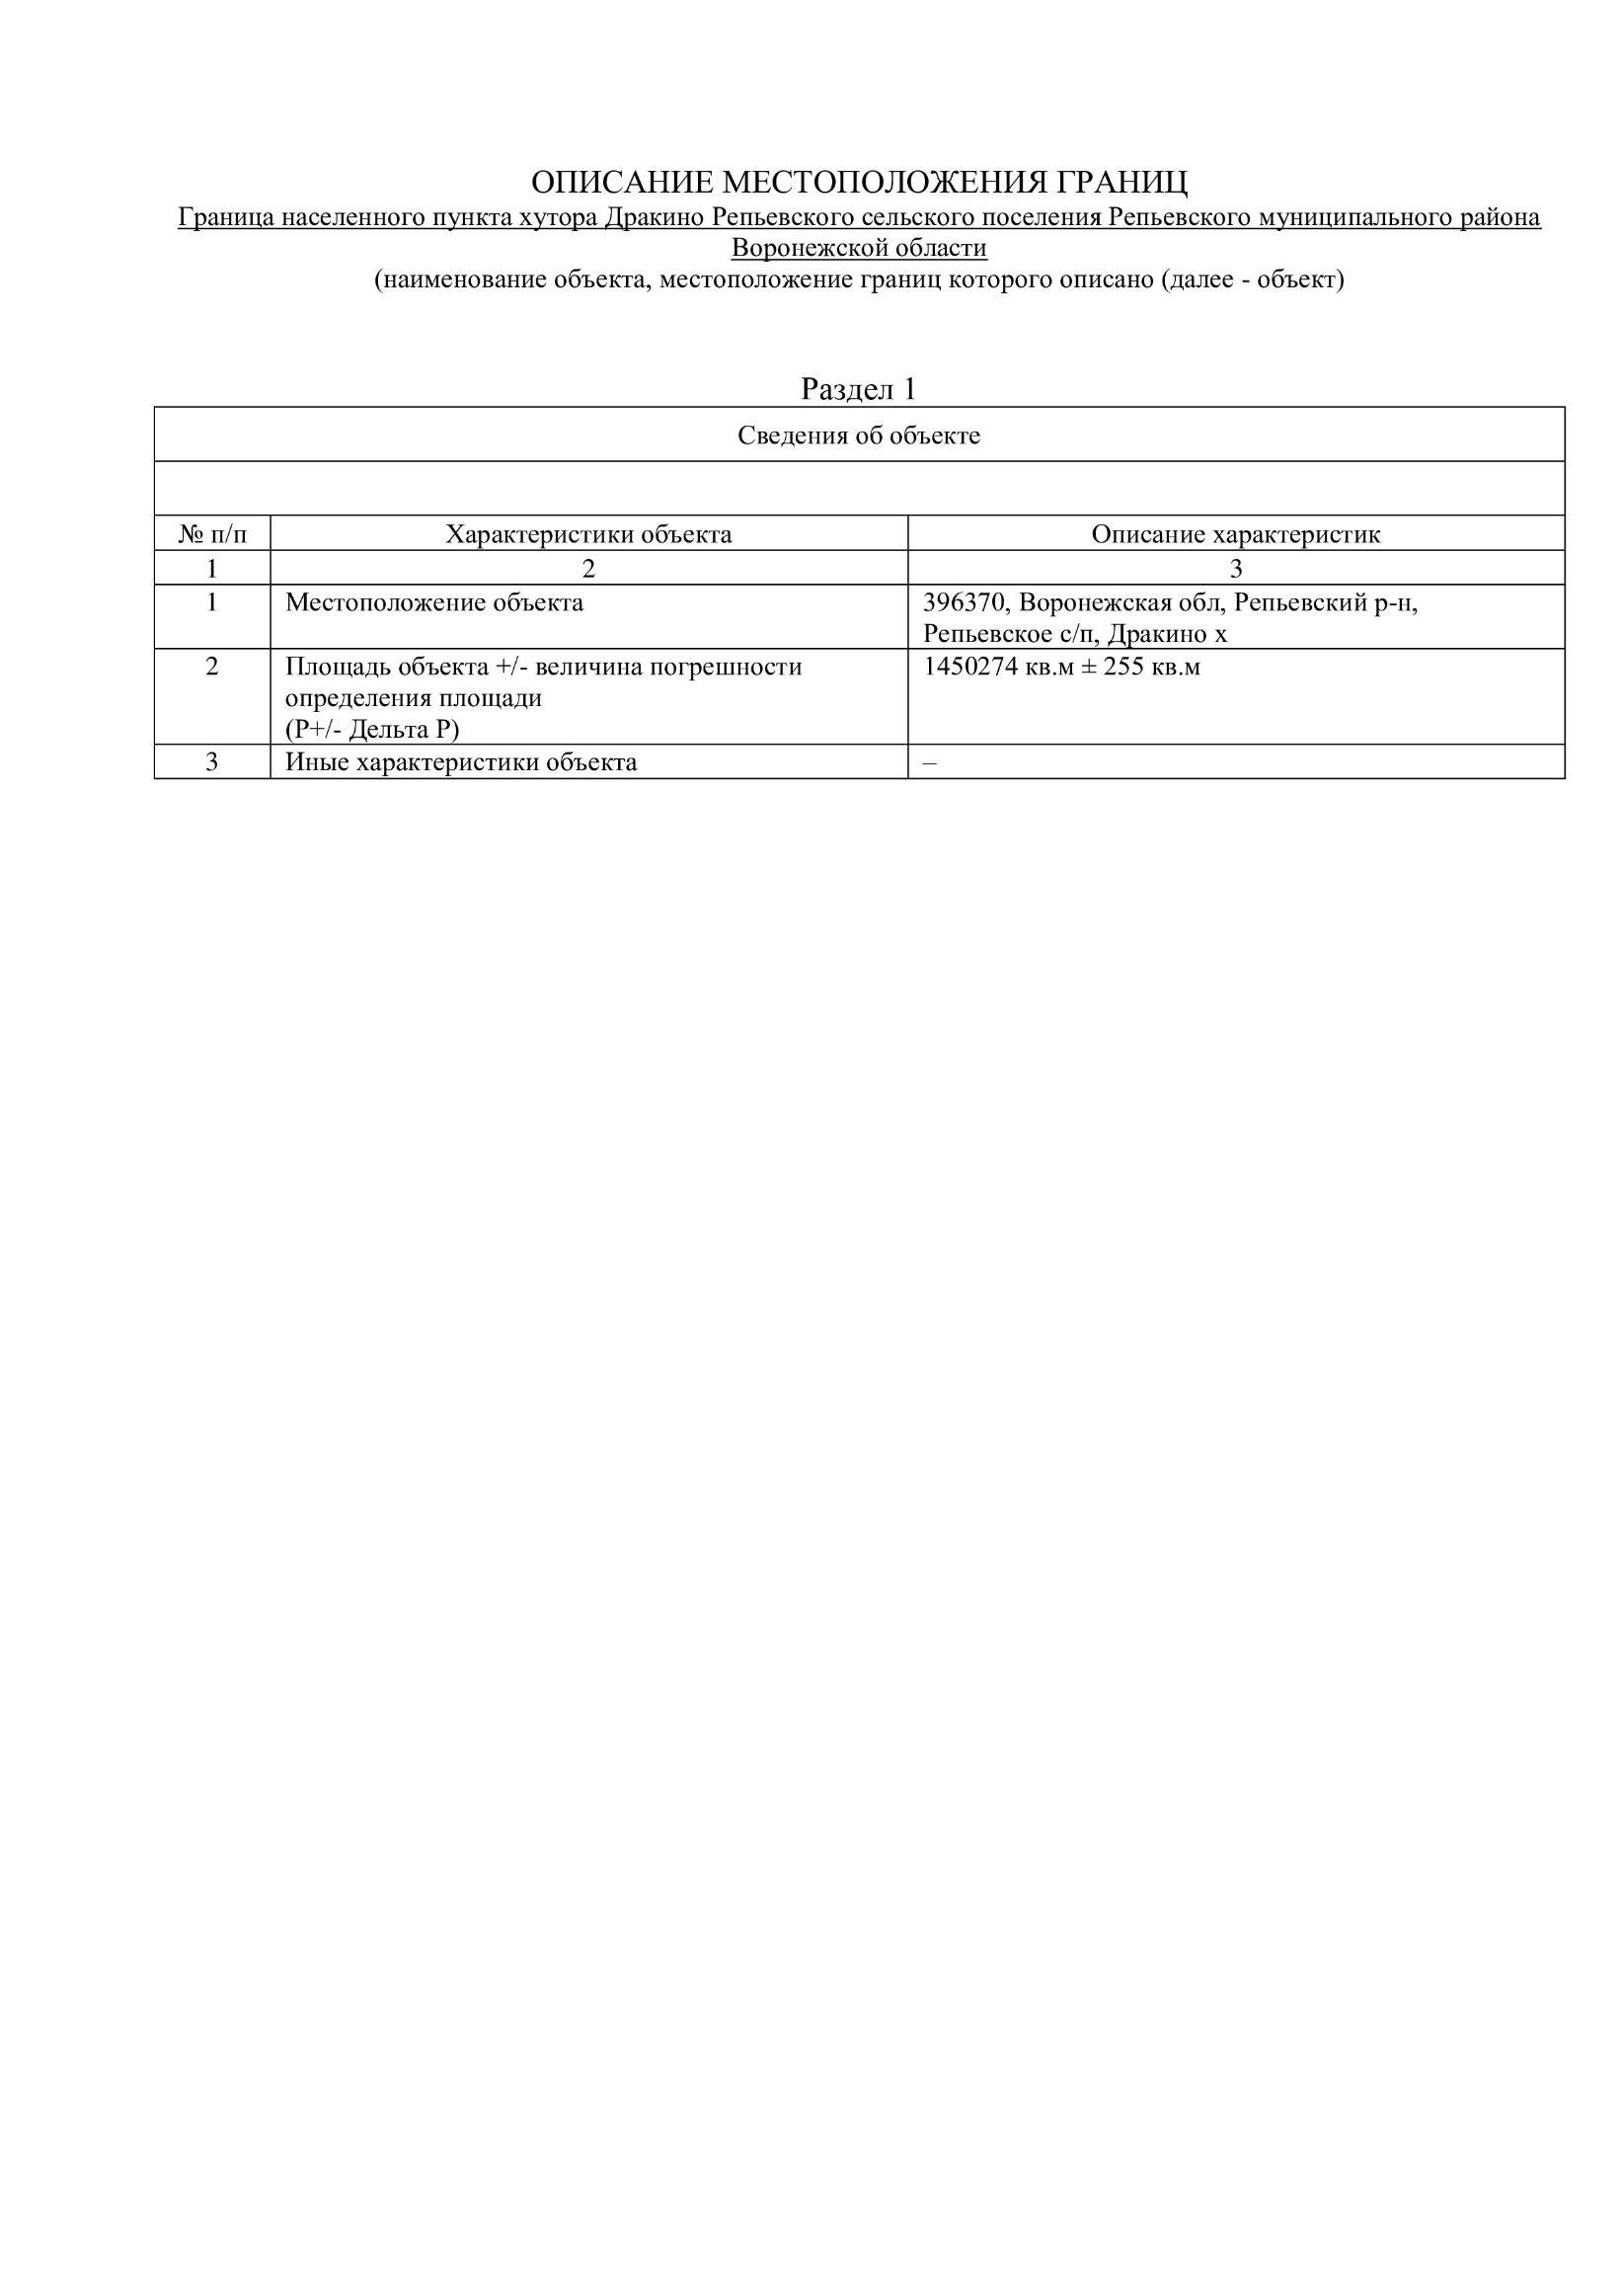 ОПИСАНИЕ МЕСТОПОЛОЖЕНИЯ ГРАНИЦ
Граница населенного пункта хутора Дракино Репьевского сельского поселения Репьевского муниципального района
Воронежской области
(наименование объекта, местоположение границ которого описано (далее - объект)
Раздел 1
Сведения об объекте
№ п/п Характеристики объекта Описание характеристик
1 2 3
1 Местоположение объекта 396370, Воронежская обл, Репьевский р-н,
Репьевское с/п, Дракино х
2 Площадь объекта +/- величина погрешности 1450274 кв.м ± 255 кв.м
определения площади
(P+/- Дельта P)
3 Иные характеристики объекта –